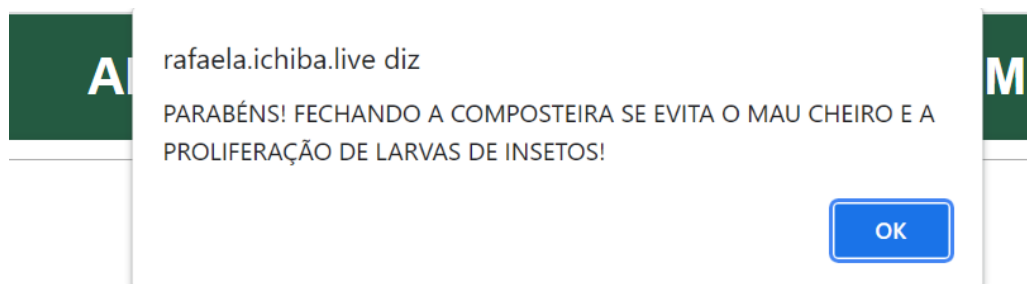 rafaela.ichiba.live diz
PARABÉNS! FECHANDO A COMPOSTEIRA SE EVITA O MAU CHEIRO E A
PROLIFERAÇÃO DE LARVAS DE INSETOS!
OK